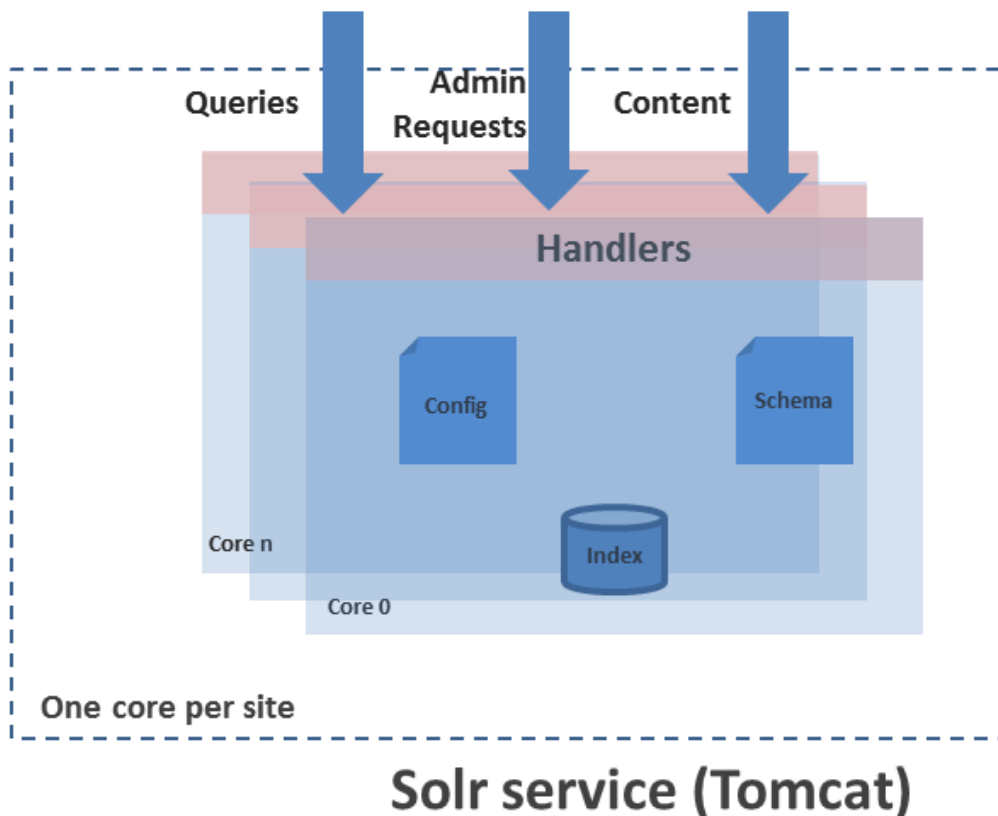 Queries
Admin
Requests
Content
Handlers
Config
Schema
Index
Core n
Core 0
One core per site
Solr service (Tomcat)